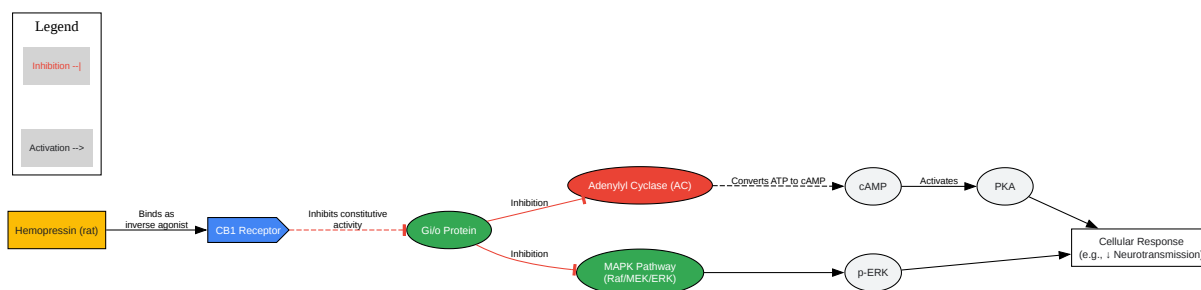 Legend
Inhibition --|
Activation -->
Hemopressin (rat)
Binds as
inverse agonist
CB1 Receptor
Inhibits constitutive
activity
Gi/o Protein
Inhibition
Inhibition
Adenylyl Cyclase (AC)
MAPK Pathway
(Raf/MEK/ERK)
Converts ATP to cAMP
cAMP
Activates
PKA
p-ERK
Cellular Response
(e.g., ↓ Neurotransmission)